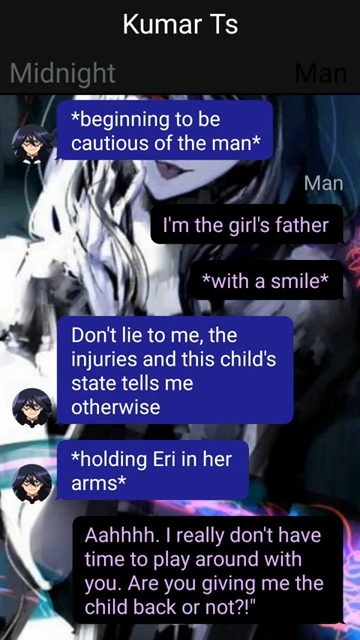 Kumar Ts
Midnight
Man
*beginning to be
cautious of the man*
Man
I'm the girl's father
*with a smile*
Don't lie to me, the
injuries and this child's
state tells me
otherwise
*holding Eri in her
arms*
Aahhhh. I really don't have
time to play around with
you. Are you giving me the
child back or not?!"